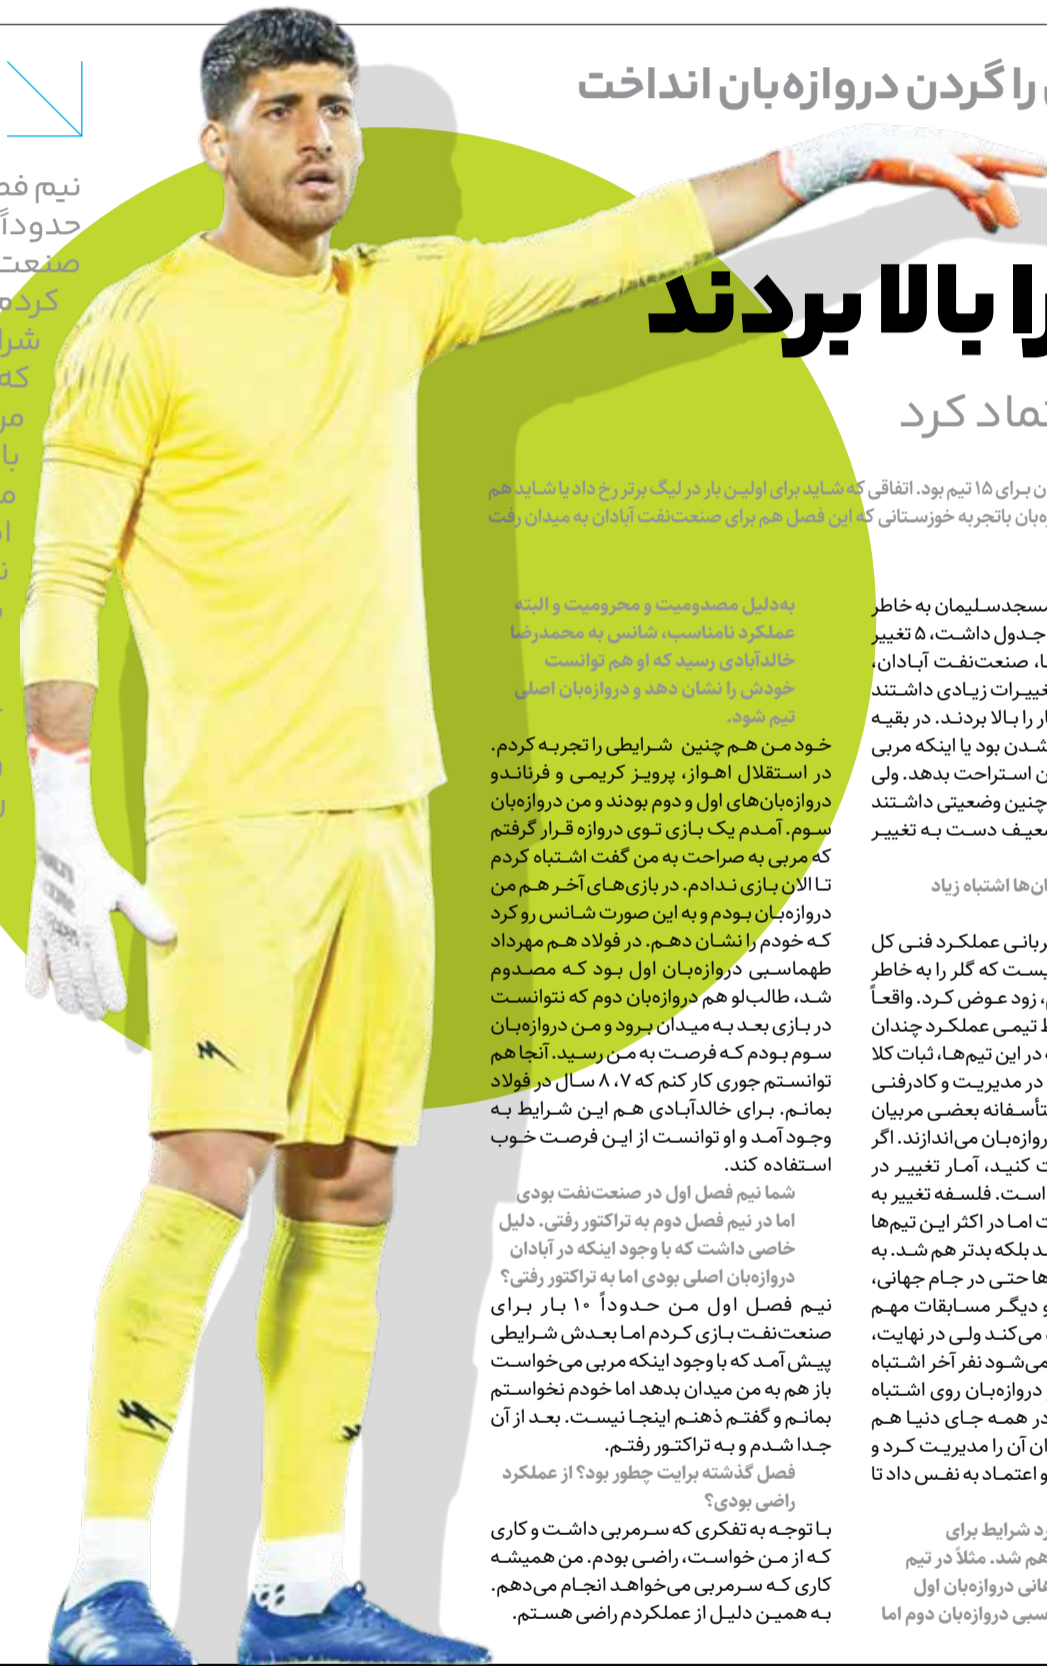 را گردن دروازه‌بان انداخت
را بالا بردند
کرد
برای ۱۵ تیم بود. اتفاقی که شاید برای اولین بار در لیگ برتر رخ داد یا شاید هم
باتجربه خوزستانی که این فصل هم برای صنعت‌نفت آبادان به میدان رفت
مسجدسلیمان به خاطر
جدول داشت، ۵ تغییر
صنعت‌نفت آبادان،
تغییرات زیادی داشتند
را بالا بردند. در بقیه
شدن بود یا اینکه مربی
استراحت بدهد. ولی
چنین وضعیتی داشتند
ضعیف دست به تغییر
اشتباه زیاد
عملکرد فنی کل
نیست که گلر را به خاطر
زود عوض کرد. واقعاً
تیمی عملکرد چندان
در این تیم‌ها، ثبات کلا
در مدیریت و کادرفنی
متأسفانه بعضی مربیان
دروازه‌بان می‌اندازند. اگر
کنید، آمار تغییر در
است. فلسفه تغییر به
اما در اکثر این تیم‌ها
بلکه بدتر هم شد. به
حتی در جام جهانی،
و دیگر مسابقات مهم
می‌کند ولی در نهایت،
می‌شود نفر آخر اشتباه
دروازه‌بان روی اشتباه
در همه جای دنیا هم
آن را مدیریت کرد و
و اعتماد به نفس داد تا
شرایط برای
هم شد. مثلاً در تیم
دروازه‌بان اول
دروازه‌بان دوم اما
به‌دلیل مصدومیت و محرومیت و البته
عملکرد نامناسب، شانس به محمدرضا
خالدآبادی رسید که او هم توانست
خودش را نشان دهد و دروازه‌بان اصلی
تیم شود.
خود من هم چنین شرایطی را تجربه کردم.
در استقلال اهواز، پرویز کریمی و فرناندو
دروازه‌بان‌های اول و دوم بودند و من دروازه‌بان
سوم. آمدم یک بازی توی دروازه قرار گرفتم
که مربی به صراحت به من گفت اشتباه کردم
تا الان بازی ندادم. در بازی‌های آخر هم من
دروازه‌بان بودم و به این صورت شانس رو کرد
که خودم را نشان دهم. در فولاد هم مهرداد
طهماسبی دروازه‌بان اول بود که مصدوم
شد، طالب‌لو هم دروازه‌بان دوم که نتوانست
در بازی بعد به میدان برود و من دروازه‌بان
سوم بودم که فرصت به من رسید. آنجا هم
توانستم جوری کار کنم که ۷، ۸ سال در فولاد
بمانم. برای خالدآبادی هم این شرایط به
وجود آمد و او توانست از این فرصت خوب
استفاده کند.
شما نیم فصل اول در صنعت‌نفت بودی
اما در نیم فصل دوم به تراکتور رفتی. دلیل
خاصی داشت که با وجود اینکه در آبادان
دروازه‌بان اصلی بودی اما به تراکتور رفتی؟
نیم فصل اول من حدوداً ۱۰ بار برای
صنعت‌نفت بازی کردم اما بعدش شرایطی
پیش آمد که با وجود اینکه مربی می‌خواست
باز هم به من میدان بدهد اما خودم نخواستم
بمانم و گفتم ذهنم اینجا نیست. بعد از آن
جدا شدم و به تراکتور رفتم.
فصل گذشته برایت چطور بود؟ از عملکرد
راضی بودی؟
با توجه به تفکری که سرمربی داشت و کاری
که از من خواست، راضی بودم. من همیشه
کاری که سرمربی می‌خواهد انجام می‌دهم.
به همین دلیل از عملکردم راضی هستم.
نیم
حدوداً
صنعت
کردم
که
با